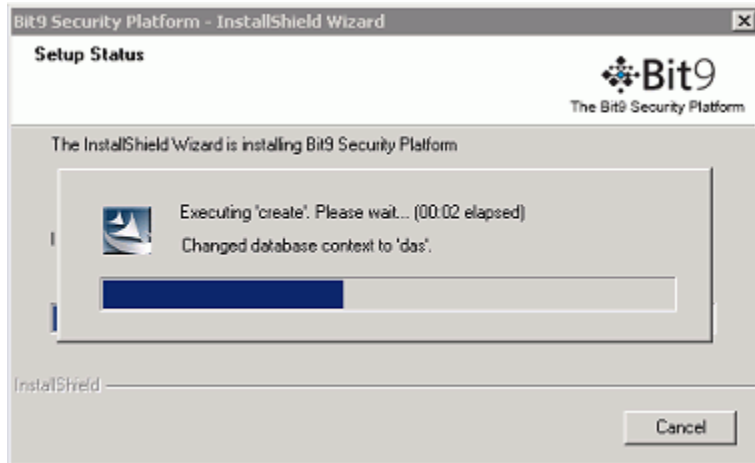 Bit9 Security Platform - InstallShield Wizard
Setup Status
Bit9
The Bit9 Security Platform
The InstallShield Wizard is installing Bit9 Security Platform
Executing 'create'. Please wait... (00:02 elapsed)
Changed database context to 'das'.
InstallShield
Cancel